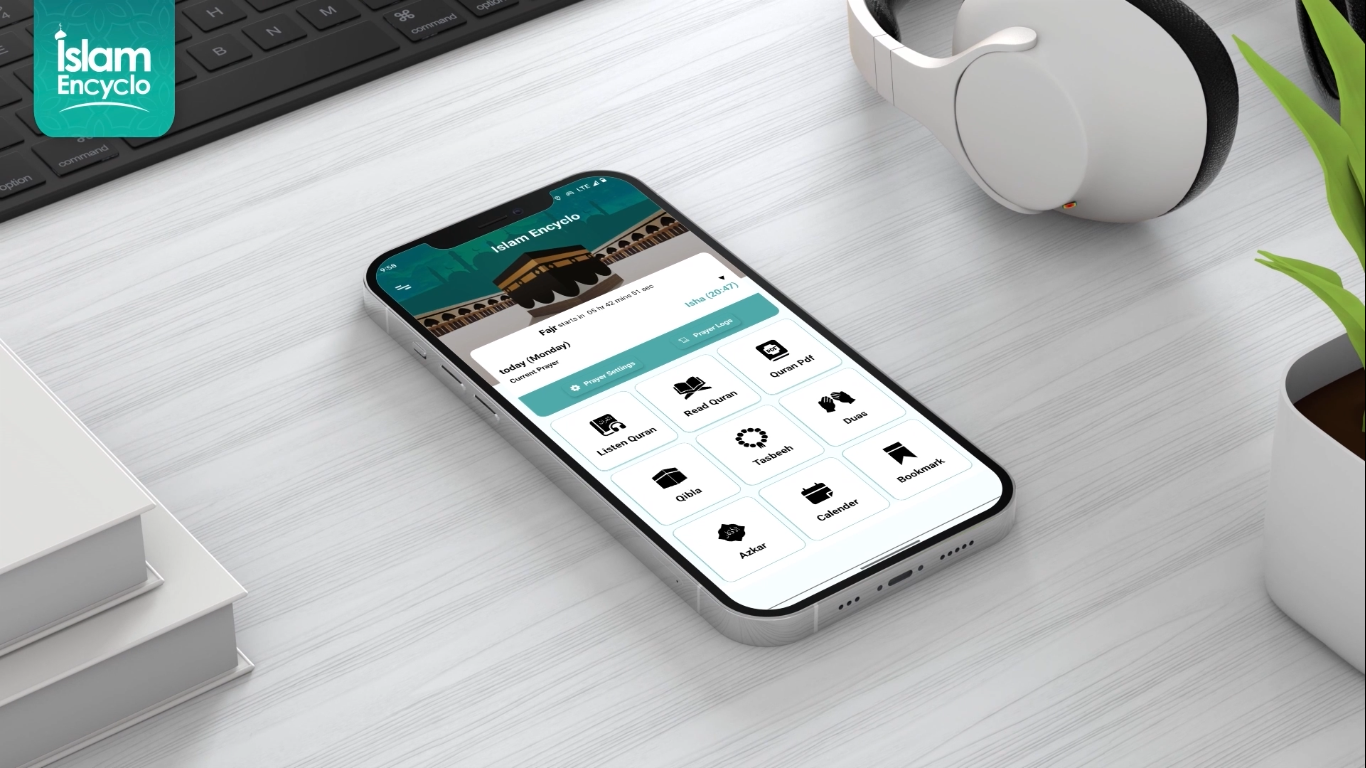 Islam
Encyclo
H
B
N
M
⌘
command
option
E
command
option
9:58
LTE
Islam Encyclo
Fajr starts in 05 hr 42 mins 51 sec
today (Monday)
Isha (20:47)
Current Prayer
Prayer Settings
Prayer Logs
Listen Quran
Read Quran
PDF
Quran Pdf
Qibla
Tasbeeh
Duas
Azkar
Calender
Bookmark